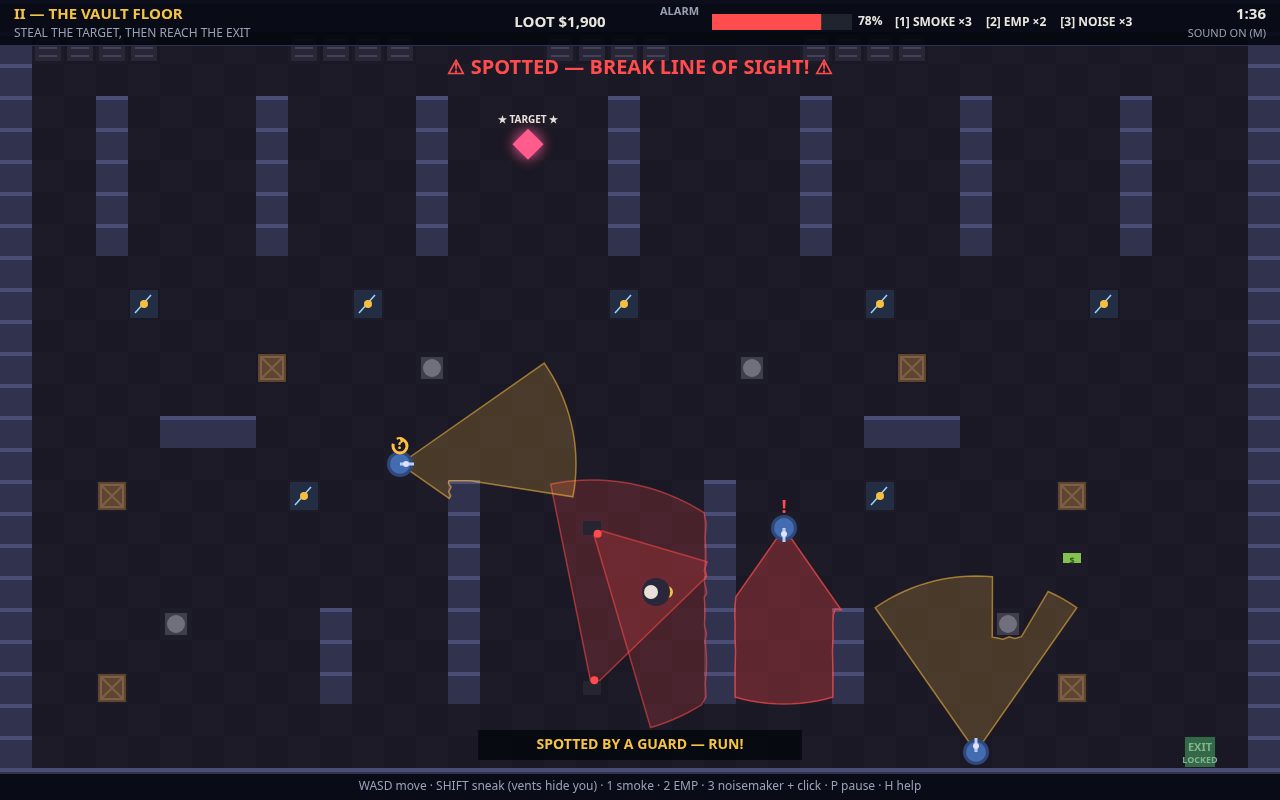 II — THE VAULT FLOOR
STEAL THE TARGET, THEN REACH THE EXIT
LOOT $1,900
ALARM
78%
[1] SMOKE ×3 [2] EMP ×2 [3] NOISE ×3
1:36
SOUND ON (M)
⚠ SPOTTED — BREAK LINE OF SIGHT! ⚠
★ TARGET ★
?
!
$
SPOTTED BY A GUARD — RUN!
EXIT
LOCKED
WASD move · SHIFT sneak (vents hide you) · 1 smoke · 2 EMP · 3 noisemaker + click · P pause · H help